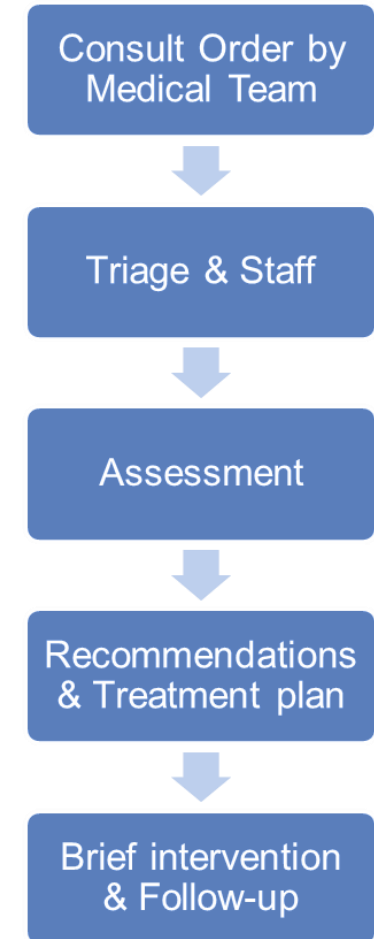 Consult Order by
Medical Team
Triage & Staff
Assessment
Recommendations
& Treatment plan
Brief intervention
& Follow-up